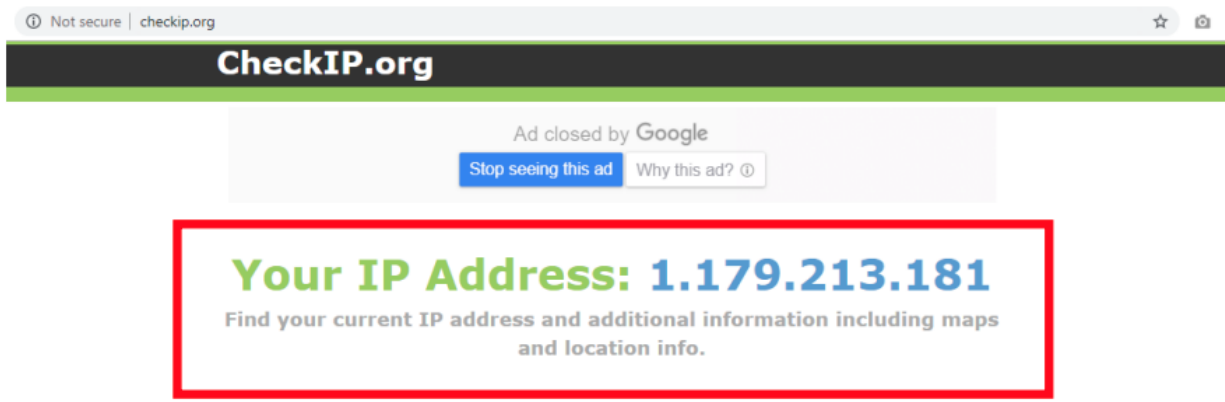 Not secure | checkip.org
CheckIP.org
Ad closed by Google
Stop seeing this ad Why this ad?
Your IP Address: 1.179.213.181
Find your current IP address and additional information including maps
and location info.